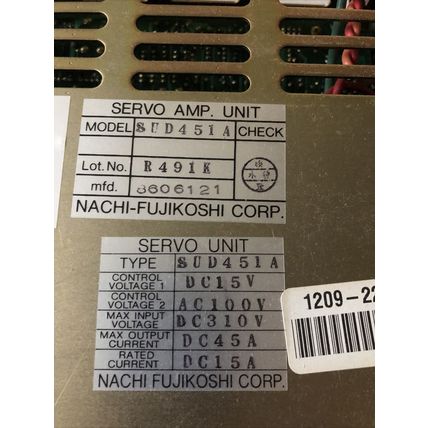 SERVO AMP. UNIT
MODEL SUD451A CHECK
Lot.No. R491K
mfd. 8606121
NACHI-FUJIKOSHI CORP.
SERVO UNIT
TYPE SUD451A
CONTROL VOLTAGE 1 DC15V
CONTROL VOLTAGE 2 AC100V
MAX INPUT VOLTAGE DC310V
MAX OUTPUT CURRENT DC45A
RATED CURRENT DC15A
NACHI FUJIKOSHI CORP.
1209-22